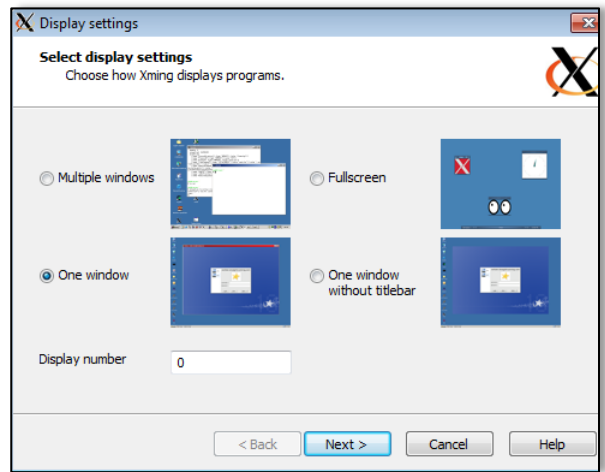 Display settings
Select display settings
Choose how Xming displays programs.
Multiple windows
Fullscreen
One window
One window
without titlebar
Display number
0
< Back
Next >
Cancel
Help